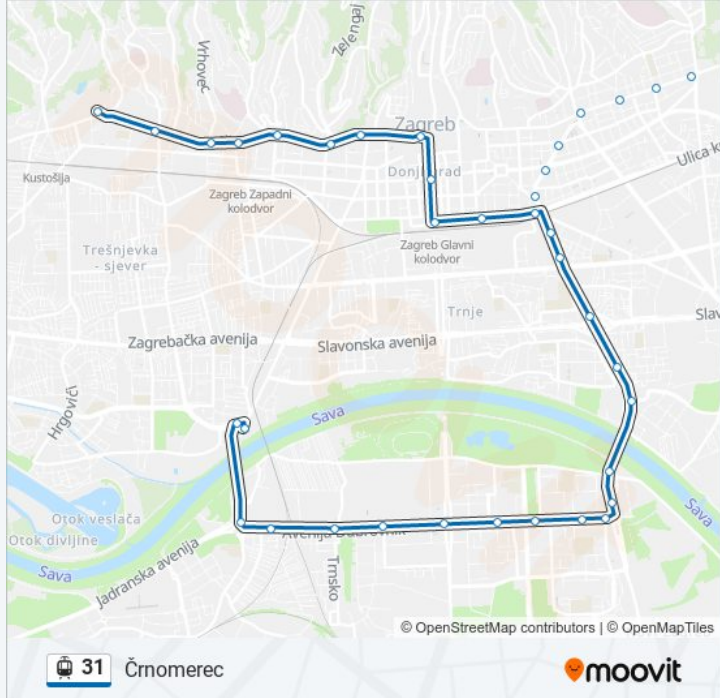 Vrhovec
Zelengaj
Zagreb
Donji grad
Ulica k
Kustošija
Zagreb Zapadni
kolodvor
Zagreb Glavni
kolodvor
Trešnjevka
- sjever
Trnje
Slav
Zagrebačka avenija
Slavonska avenija
Hrgovići
Sava
Otok veslača
Otok divljine
Sava
Jadranska avenija
Avenija Dubrovnik
Trnsko
Sava
© OpenStreetMap contributors | © OpenMapTiles
31 Črnomerec
moovit